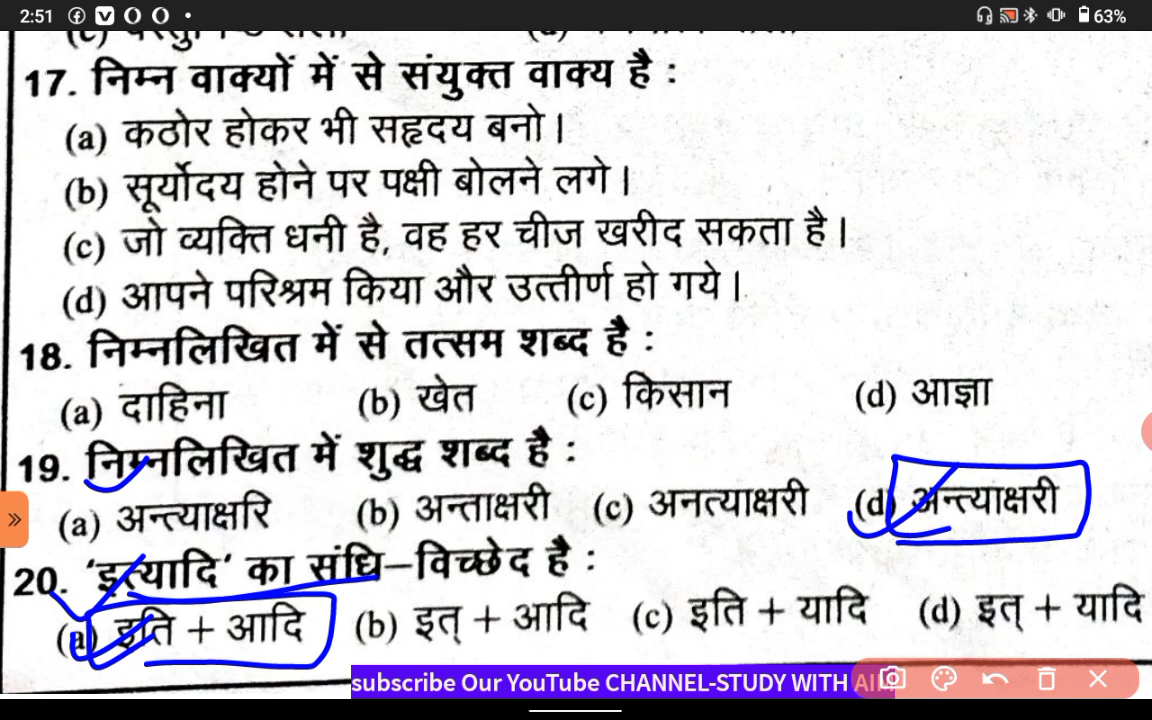 2:51
63%
17. निम्न वाक्यों में से संयुक्त वाक्य है :
(a) कठोर होकर भी सहृदय बनो।
(b) सूर्योदय होने पर पक्षी बोलने लगे।
(c) जो व्यक्ति धनी है, वह हर चीज खरीद सकता है।
(d) आपने परिश्रम किया और उत्तीर्ण हो गये।
18. निम्नलिखित में से तत्सम शब्द है :
(a) दाहिना (b) खेत (c) किसान (d) आज्ञा
19. निम्नलिखित में शुद्ध शब्द है :
(a) अन्त्याक्षरि (b) अन्ताक्षरी (c) अनत्याक्षरी (d) अन्त्याक्षरी
20. 'इत्यादि' का संधि–विच्छेद है :
(a) इति + आदि (b) इत् + आदि (c) इति + यादि (d) इत् + यादि
subscribe Our YouTube CHANNEL-STUDY WITH